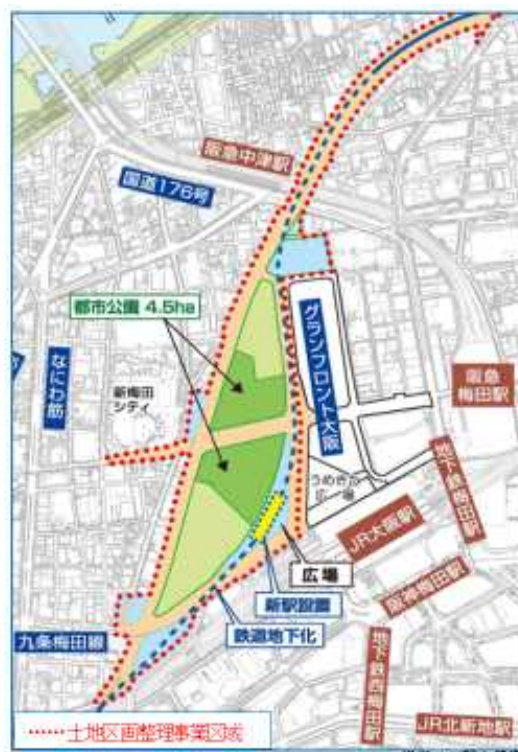 阪急中津駅
国道176号
都市公園 4.5ha
グランフロント大阪
なにわ筋
新梅田
シティ
阪急
梅田駅
うめきた
広場
地下鉄梅田駅
JR大阪駅
広場
新駅設置
阪神梅田駅
鉄道地下化
九条梅田線
地下鉄西梅田駅
JR北新地駅
土地区画整理事業区域